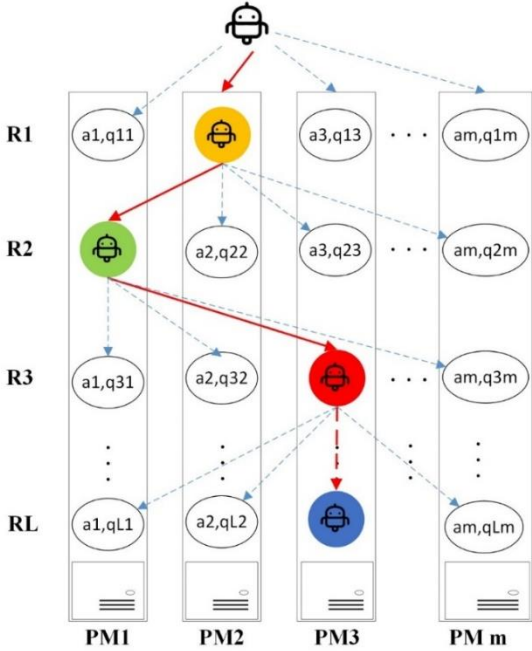 R1 a1,q11 a3,q13 . . . am,q1m
R2 a2,q22 a3,q23 . . . am,q2m
R3 a1,q31 a2,q32 . . . am,q3m
RL a1,qL1 a2,qL2 am,qLm
PM1 PM2 PM3 PM m